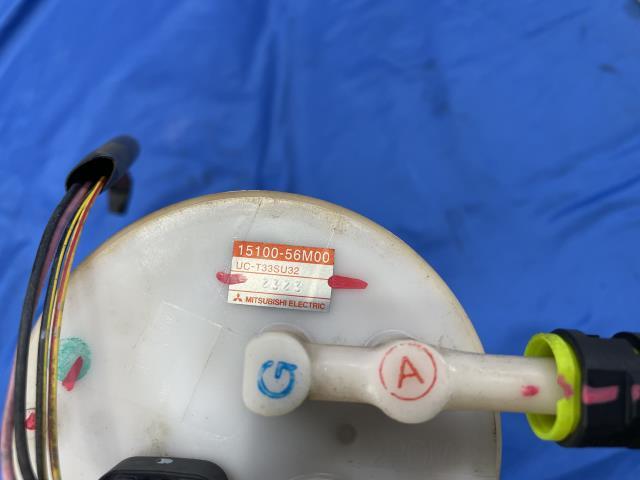 15100-56M00
UC-T33SU32
2323
MITSUBISHI ELECTRIC
G
A